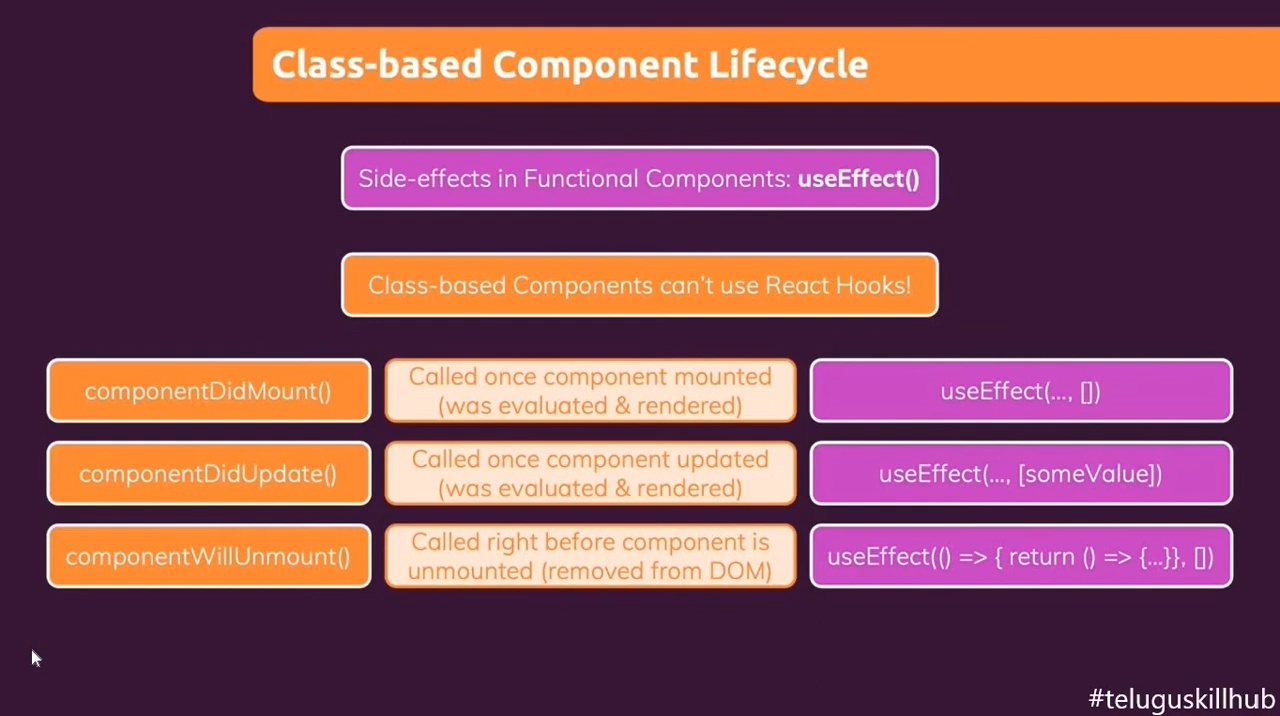 Class-based Component Lifecycle
Side-effects in Functional Components: useEffect()
Class-based Components can't use React Hooks!
componentDidMount()
Called once component mounted
(was evaluated & rendered)
useEffect(..., [])
componentDidUpdate()
Called once component updated
(was evaluated & rendered)
useEffect(..., [someValue])
componentWillUnmount()
Called right before component is
unmounted (removed from DOM)
useEffect(() => { return () => {...}}, [])
#teluguskillhub